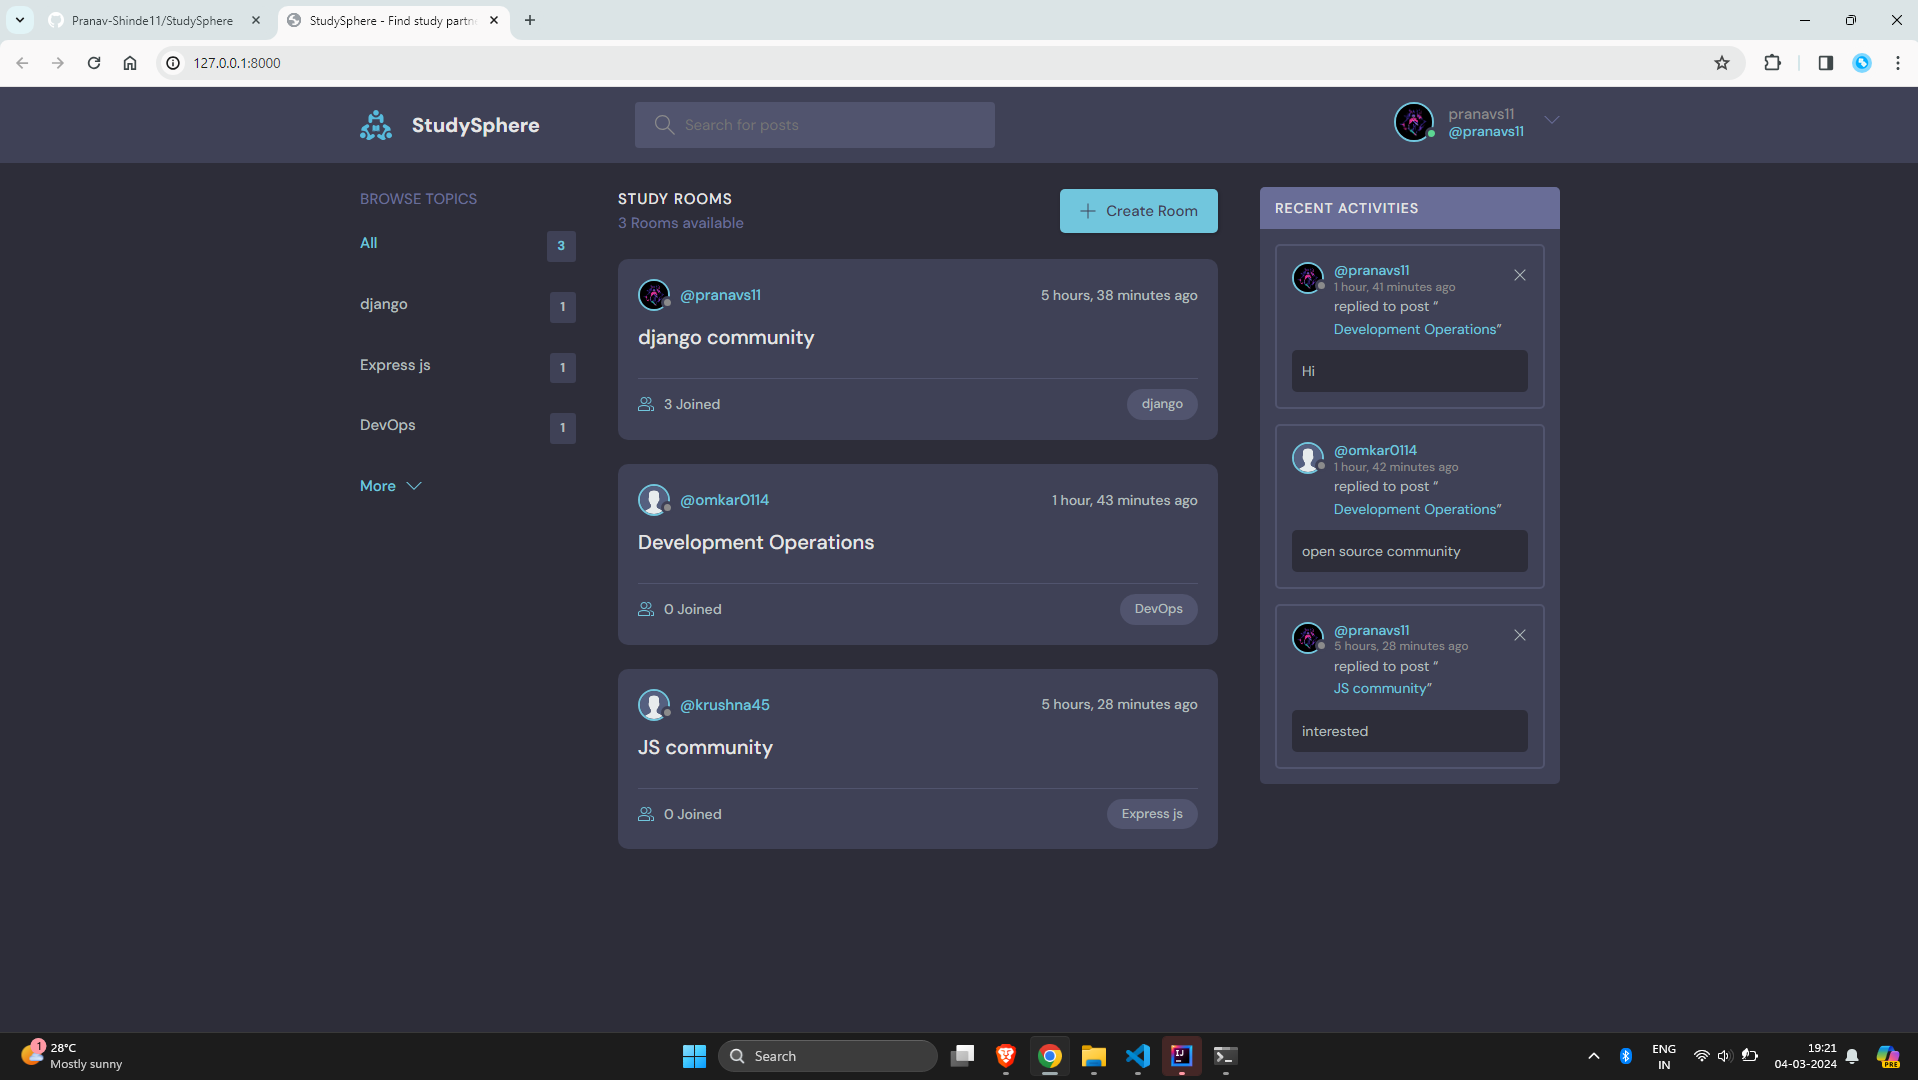 Pranav-Shinde11/StudySphere
StudySphere - Find study partn
127.0.0.1:8000
StudySphere
Search for posts
pranavs11
@pranavs11
BROWSE TOPICS
All
3
django
1
Express js
1
DevOps
1
More
STUDY ROOMS
3 Rooms available
Create Room
@pranavs11
5 hours, 38 minutes ago
django community
3 Joined
django
@omkar0114
1 hour, 43 minutes ago
Development Operations
0 Joined
DevOps
@krushna45
5 hours, 28 minutes ago
JS community
0 Joined
Express js
RECENT ACTIVITIES
@pranavs11
1 hour, 41 minutes ago
replied to post “
Development Operations”
Hi
@omkar0114
1 hour, 42 minutes ago
replied to post “
Development Operations”
open source community
@pranavs11
5 hours, 28 minutes ago
replied to post “
JS community”
interested
1
28°C
Mostly sunny
Search
IJ
ENG
IN
19:21
04-03-2024
PRE